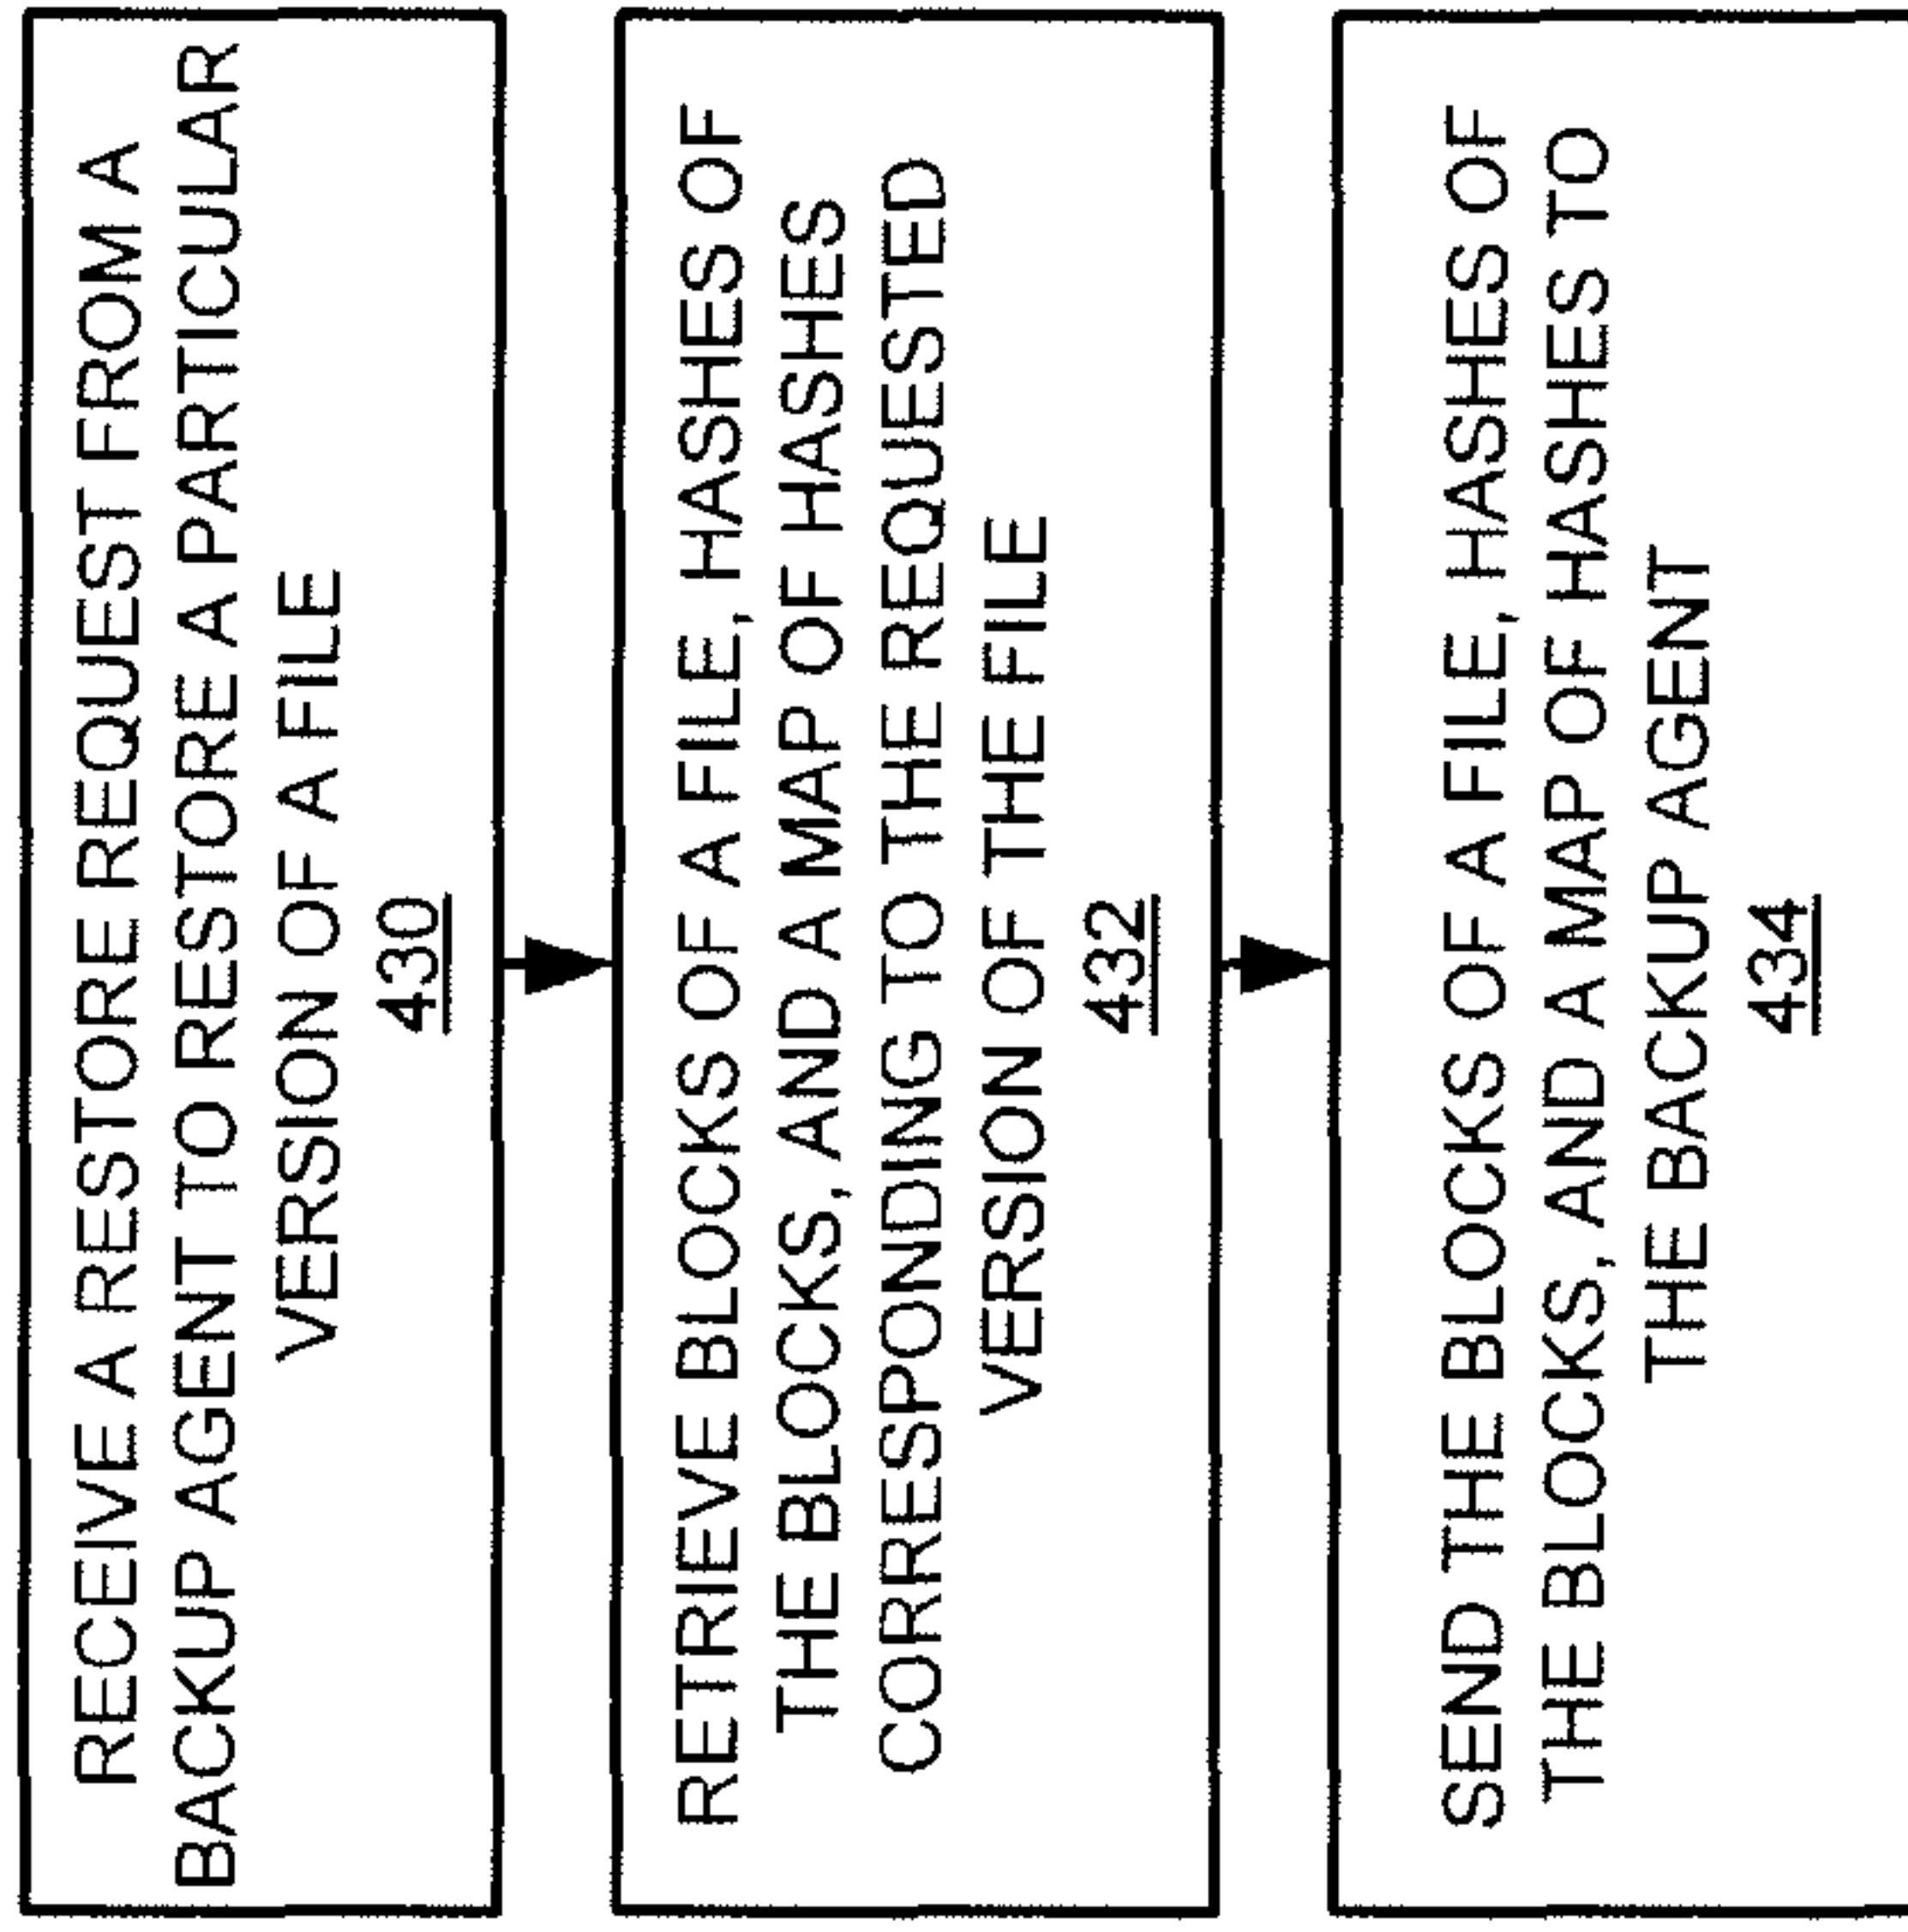 RECEIVE A RESTORE REQUEST FROM A
BACKUP AGENT TO RESTORE A PARTICULAR
VERSION OF A FILE
430
RETRIEVE BLOCKS OF A FILE, HASHES OF
THE BLOCKS, AND A MAP OF HASHES
CORRESPONDING TO THE REQUESTED
VERSION OF THE FILE
432
SEND THE BLOCKS OF A FILE, HASHES OF
THE BLOCKS, AND A MAP OF HASHES TO
THE BACKUP AGENT
434